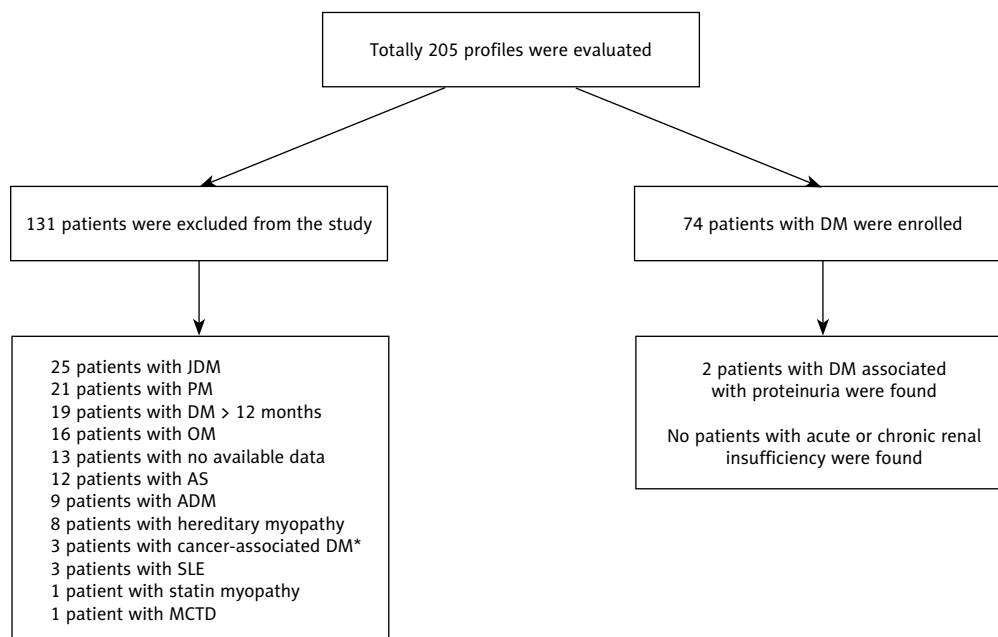 Totally 205 profiles were evaluated
131 patients were excluded from the study
74 patients with DM were enrolled
25 patients with JDM
21 patients with PM
19 patients with DM > 12 months
16 patients with OM
13 patients with no available data
12 patients with AS
9 patients with ADM
8 patients with hereditary myopathy
3 patients with cancer-associated DM*
3 patients with SLE
1 patient with statin myopathy
1 patient with MCTD
2 patients with DM associated
with proteinuria were found
No patients with acute or chronic renal
insufficiency were found